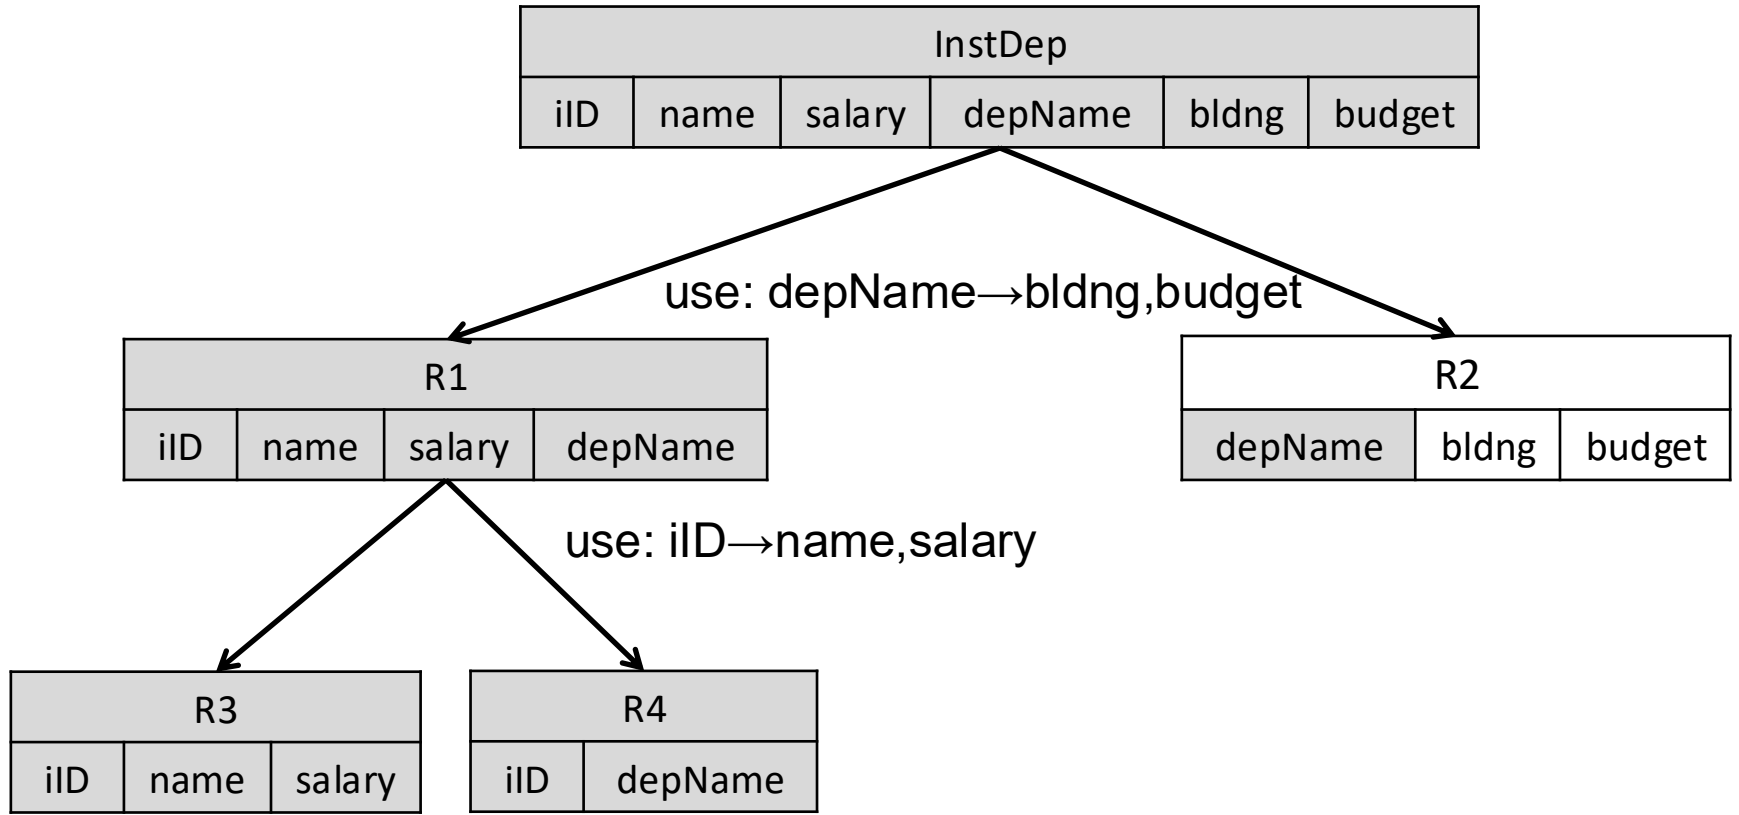 InstDep
iID name salary depName bldng budget
use: depName→bldng,budget
R1
iID name salary depName
R2
depName bldng budget
use: iID→name,salary
R3
iID name salary
R4
iID depName